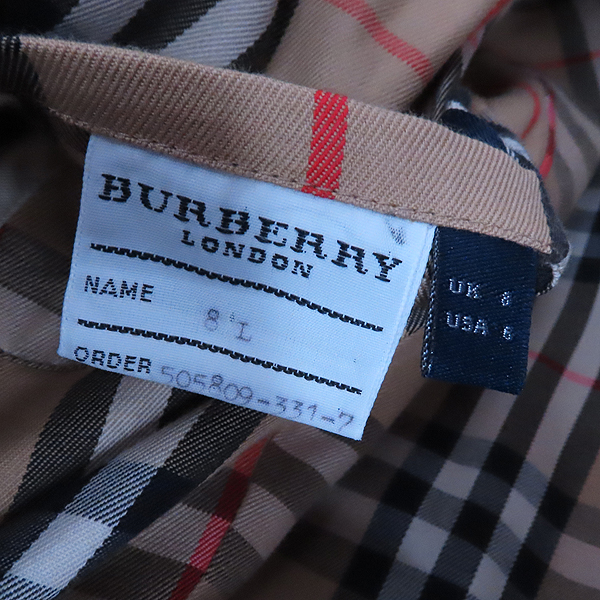 BURBERRY
LONDON
NAME
8 L
ORDER 505809-331-7
UK 8
USA 6